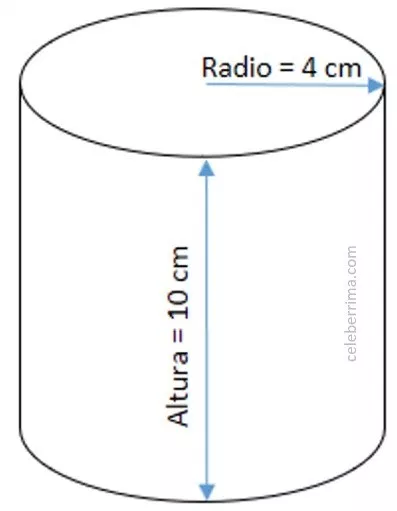 Radio = 4 cm
Altura = 10 cm
celeberrima.com